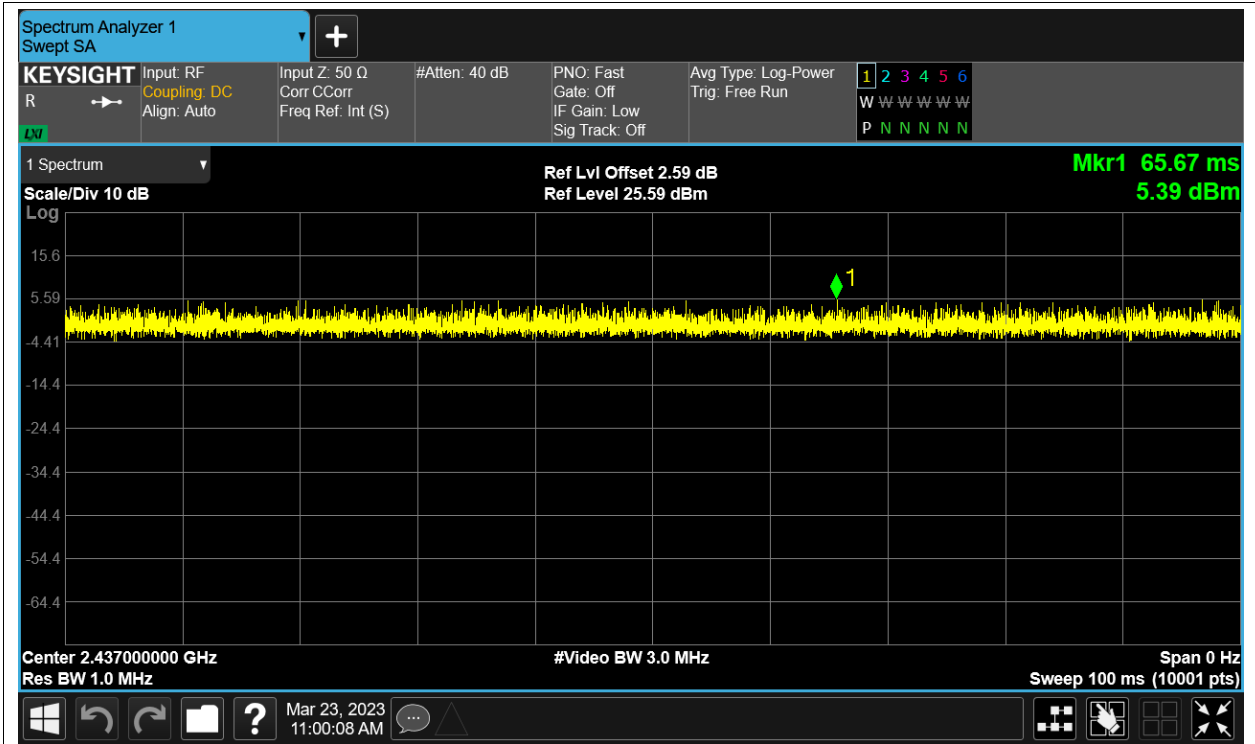 Spectrum Analyzer 1
Swept SA
+
KEYSIGHT
R
LXI
Input: RF
Coupling: DC
Align: Auto
Input Z: 50 Ω
Corr CCorr
Freq Ref: Int (S)
#Atten: 40 dB
PNO: Fast
Gate: Off
IF Gain: Low
Sig Track: Off
Avg Type: Log-Power
Trig: Free Run
1 2 3 4 5 6
W W W W W W
P N N N N N
1 Spectrum
Scale/Div 10 dB
Ref Lvl Offset 2.59 dB
Ref Level 25.59 dBm
Mkr1 65.67 ms
5.39 dBm
Log
15.6
5.59
-4.41
-14.4
-24.4
-34.4
-44.4
-54.4
-64.4
1
Center 2.437000000 GHz
Res BW 1.0 MHz
#Video BW 3.0 MHz
Span 0 Hz
Sweep 100 ms (10001 pts)
?
Mar 23, 2023
11:00:08 AM